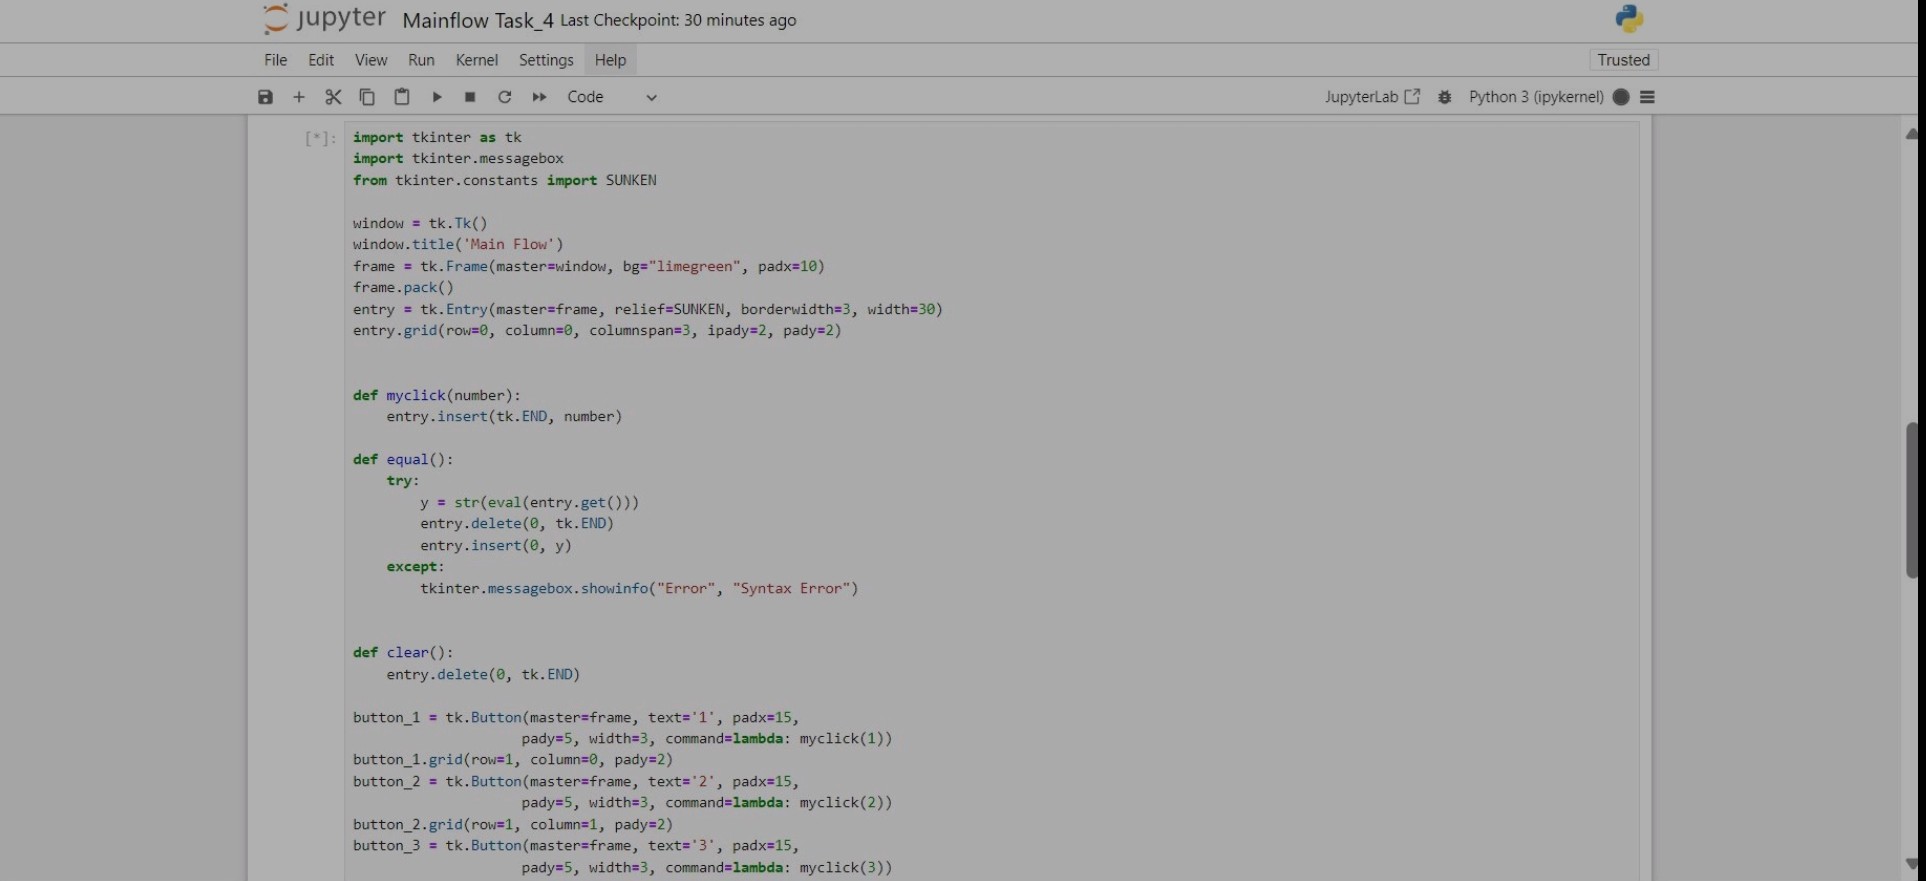 jupyter Mainflow Task_4 Last Checkpoint: 30 minutes ago
File Edit View Run Kernel Settings Help Trusted
Code JupyterLab Python 3 (ipykernel)
[*]: import tkinter as tk
import tkinter.messagebox
from tkinter.constants import SUNKEN

window = tk.Tk()
window.title('Main Flow')
frame = tk.Frame(master=window, bg="limegreen", padx=10)
frame.pack()
entry = tk.Entry(master=frame, relief=SUNKEN, borderwidth=3, width=30)
entry.grid(row=0, column=0, columnspan=3, ipady=2, pady=2)

def myclick(number):
    entry.insert(tk.END, number)

def equal():
    try:
        y = str(eval(entry.get()))
        entry.delete(0, tk.END)
        entry.insert(0, y)
    except:
        tkinter.messagebox.showinfo("Error", "Syntax Error")

def clear():
    entry.delete(0, tk.END)

button_1 = tk.Button(master=frame, text='1', padx=15,
                    pady=5, width=3, command=lambda: myclick(1))
button_1.grid(row=1, column=0, pady=2)
button_2 = tk.Button(master=frame, text='2', padx=15,
                    pady=5, width=3, command=lambda: myclick(2))
button_2.grid(row=1, column=1, pady=2)
button_3 = tk.Button(master=frame, text='3', padx=15,
                    pady=5, width=3, command=lambda: myclick(3))